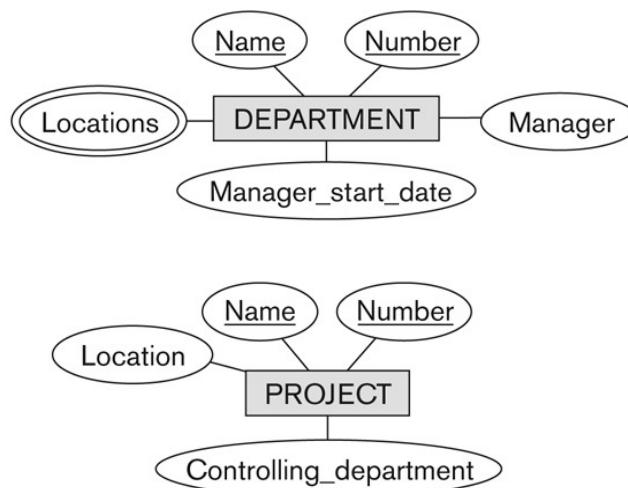 Name
Number
Locations
DEPARTMENT
Manager
Manager_start_date
Name
Number
Location
PROJECT
Controlling_department